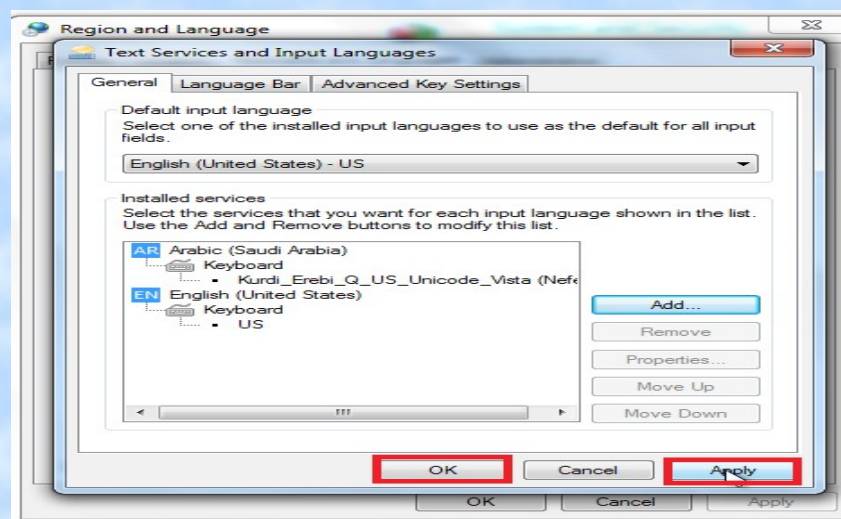 Region and Language
Text Services and Input Languages
General Language Bar Advanced Key Settings
Default input language
Select one of the installed input languages to use as the default for all input
fields.
English (United States) - US
Installed services
Select the services that you want for each input language shown in the list.
Use the Add and Remove buttons to modify this list.
AR Arabic (Saudi Arabia)
Keyboard
• Kurdi_Erebi_Q_US_Unicode_Vista (Nefe
EN English (United States)
Keyboard
• US
Add...
Remove
Properties...
Move Up
Move Down
OK Cancel Apply
OK Cancel Apply